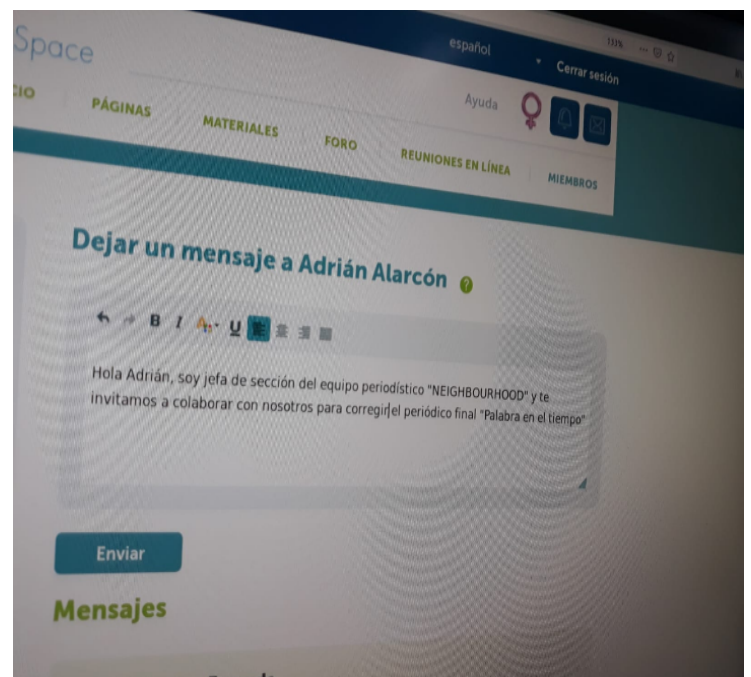 Space
español
Cerrar sesión
Ayuda
CIO
PÁGINAS
MATERIALES
FORO
REUNIONES EN LÍNEA
MIEMBROS
Dejar un mensaje a Adrián Alarcón ?
B I U
Hola Adrián, soy jefa de sección del equipo periodístico "NEIGHBOURHOOD" y te
invitamos a colaborar con nosotros para corregir el periódico final "Palabra en el tiempo"
Enviar
Mensajes